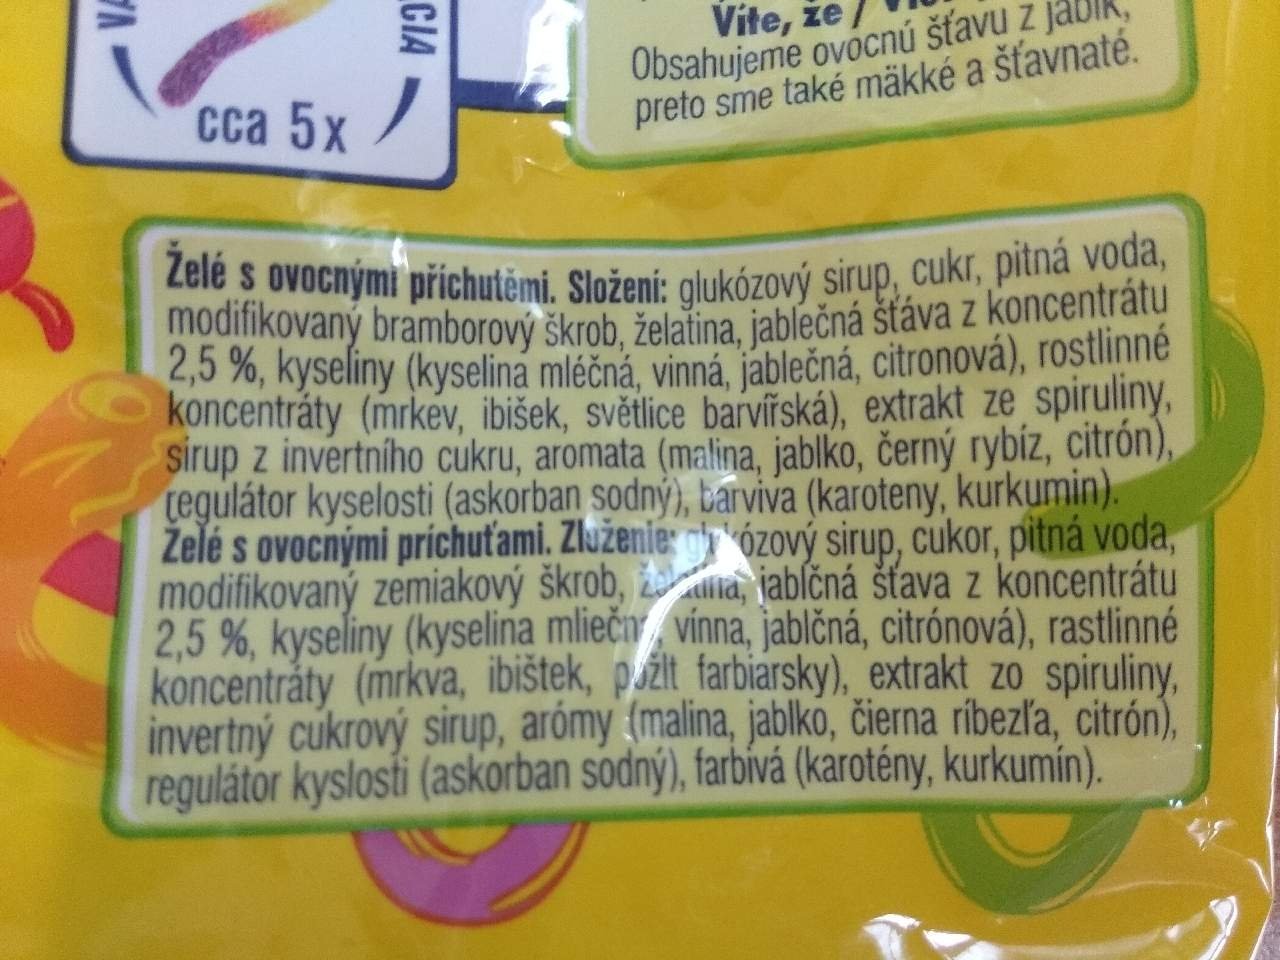 CIA
cca 5x
Víte, že /
Obsahujeme ovocnú šťavu z jabĺk,
preto sme také mäkké a šťavnaté.
Želé s ovocnými příchutěmi. Složení: glukózový sirup, cukr, pitná voda,
modifikovaný bramborový škrob, želatina, jablečná šťáva z koncentrátu
2,5 %, kyseliny (kyselina mléčná, vinná, jablečná, citronová), rostlinné
koncentráty (mrkev, ibišek, světlice barvířská), extrakt ze spiruliny,
sirup z invertního cukru, aromata (malina, jablko, černý rybíz, citrón),
regulátor kyselosti (askorban sodný), barviva (karoteny, kurkumin).
Želé s ovocnými príchuťami. Zloženie: glukózový sirup, cukor, pitná voda,
modifikovaný zemiakový škrob, želatina, jablčná šťava z koncentrátu
2,5 %, kyseliny (kyselina mliečna, vínna, jablčná, citrónová), rastlinné
koncentráty (mrkva, ibištek, požlt farbiarsky), extrakt zo spiruliny,
invertný cukrový sirup, arómy (malina, jablko, čierna ríbezľa, citrón),
regulátor kyslosti (askorban sodný), farbivá (karotény, kurkumín).